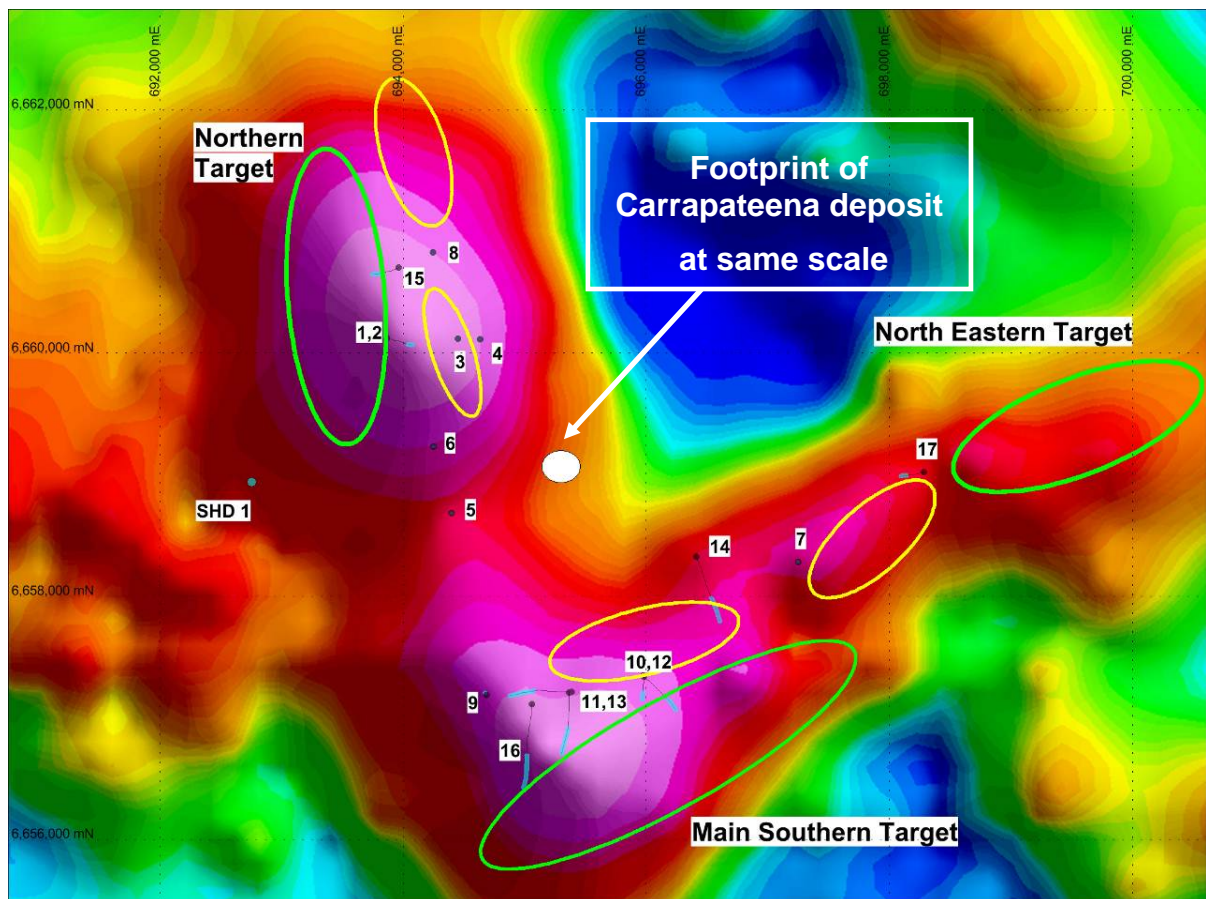 692,000 mE
694,000 mE
696,000 mE
698,000 mE
700,000 mE
6,662,000 mN
Northern
Target
Footprint of
Carrapateena deposit
at same scale
8
15
1,2
3
4
6,660,000 mN
North Eastern Target
6
17
SHD 1
5
14
7
6,658,000 mN
10,12
9
11,13
16
Main Southern Target
6,656,000 mN